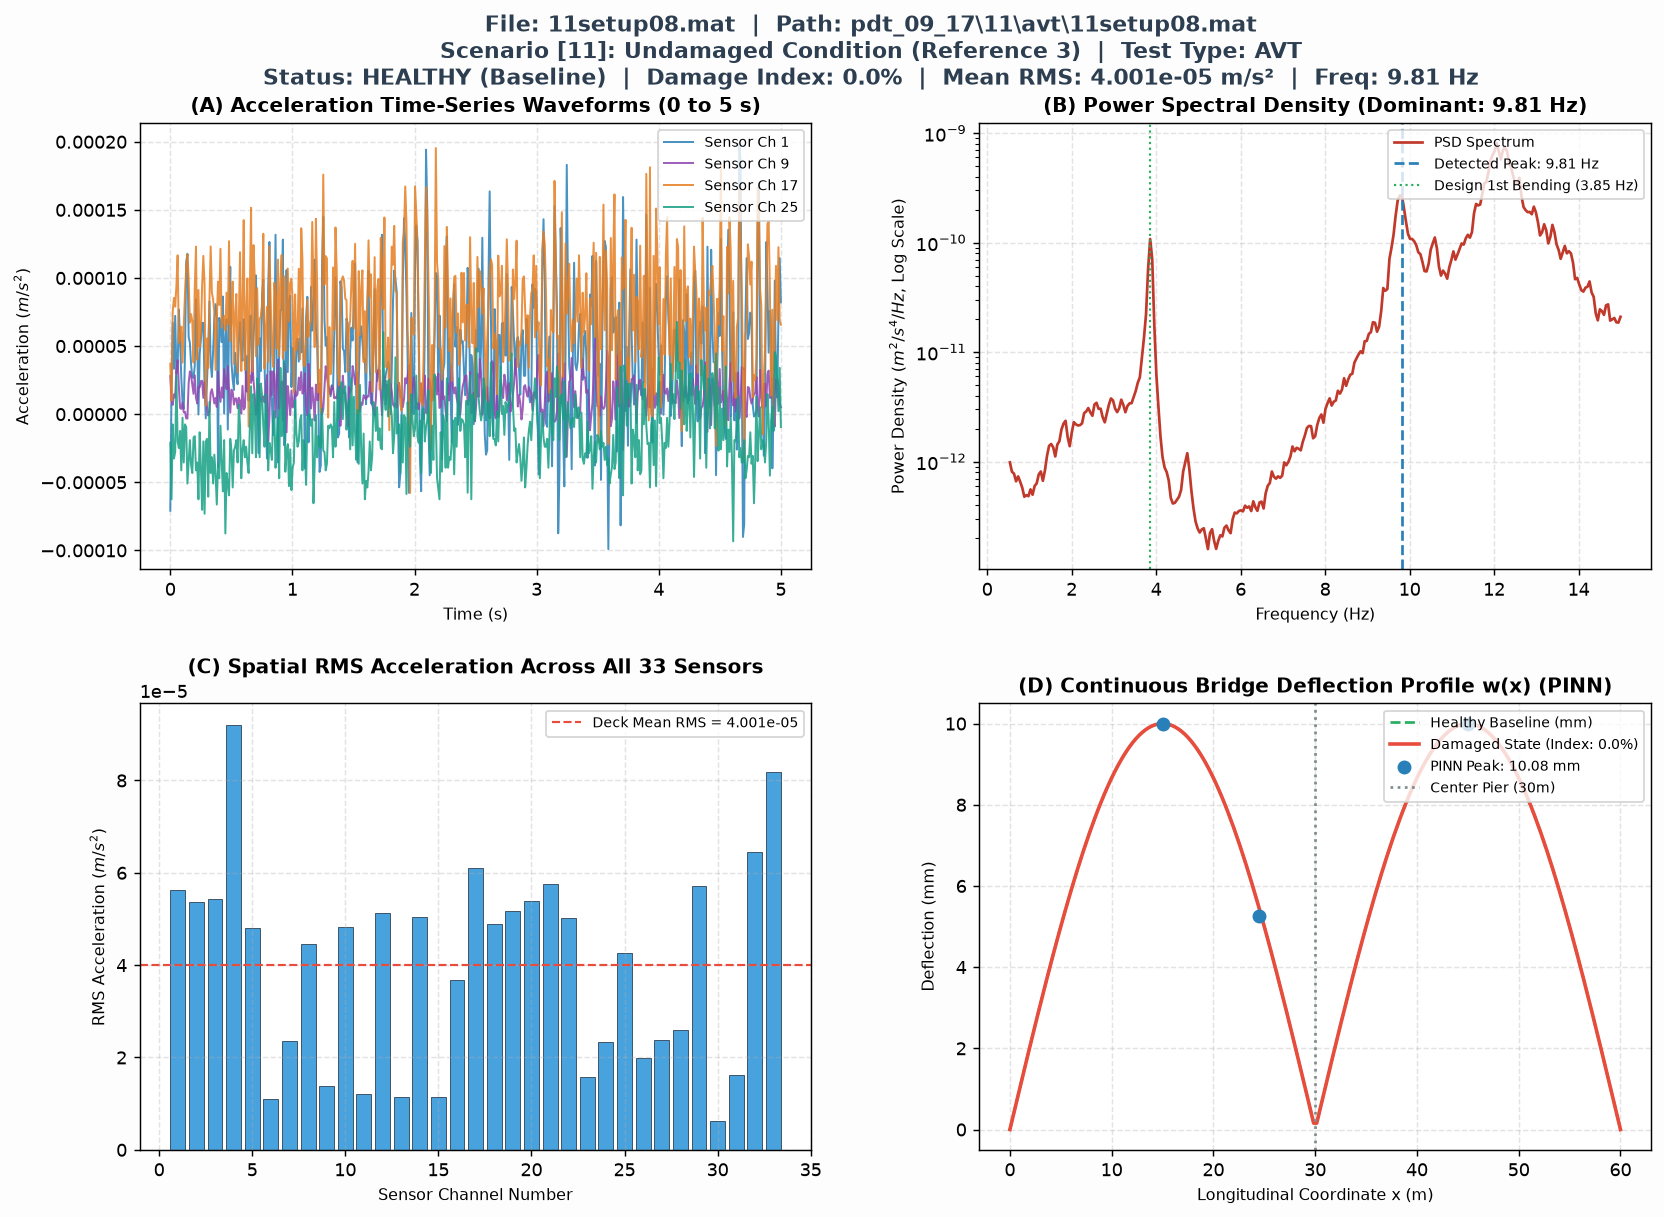 File: 11setup08.mat | Path: pdt_09_17\11\avt\11setup08.mat
Scenario [11]: Undamaged Condition (Reference 3) | Test Type: AVT
Status: HEALTHY (Baseline) | Damage Index: 0.0% | Mean RMS: 4.001e-05 m/s² | Freq: 9.81 Hz
(A) Acceleration Time-Series Waveforms (0 to 5 s)
0.00020
0.00015
0.00010
0.00005
0.00000
−0.00005
−0.00010
Acceleration (m/s²)
Sensor Ch 1
Sensor Ch 9
Sensor Ch 17
Sensor Ch 25
0 1 2 3 4 5
Time (s)
(B) Power Spectral Density (Dominant: 9.81 Hz)
10⁻⁹
10⁻¹⁰
10⁻¹¹
10⁻¹²
Power Density (m²/s⁴/Hz, Log Scale)
PSD Spectrum
Detected Peak: 9.81 Hz
Design 1st Bending (3.85 Hz)
0 2 4 6 8 10 12 14
Frequency (Hz)
(C) Spatial RMS Acceleration Across All 33 Sensors
1e−5
8
6
4
2
0
RMS Acceleration (m/s²)
Deck Mean RMS = 4.001e-05
0 5 10 15 20 25 30 35
Sensor Channel Number
(D) Continuous Bridge Deflection Profile w(x) (PINN)
10
8
6
4
2
0
Deflection (mm)
Healthy Baseline (mm)
Damaged State (Index: 0.0%)
PINN Peak: 10.08 mm
Center Pier (30m)
0 10 20 30 40 50 60
Longitudinal Coordinate x (m)